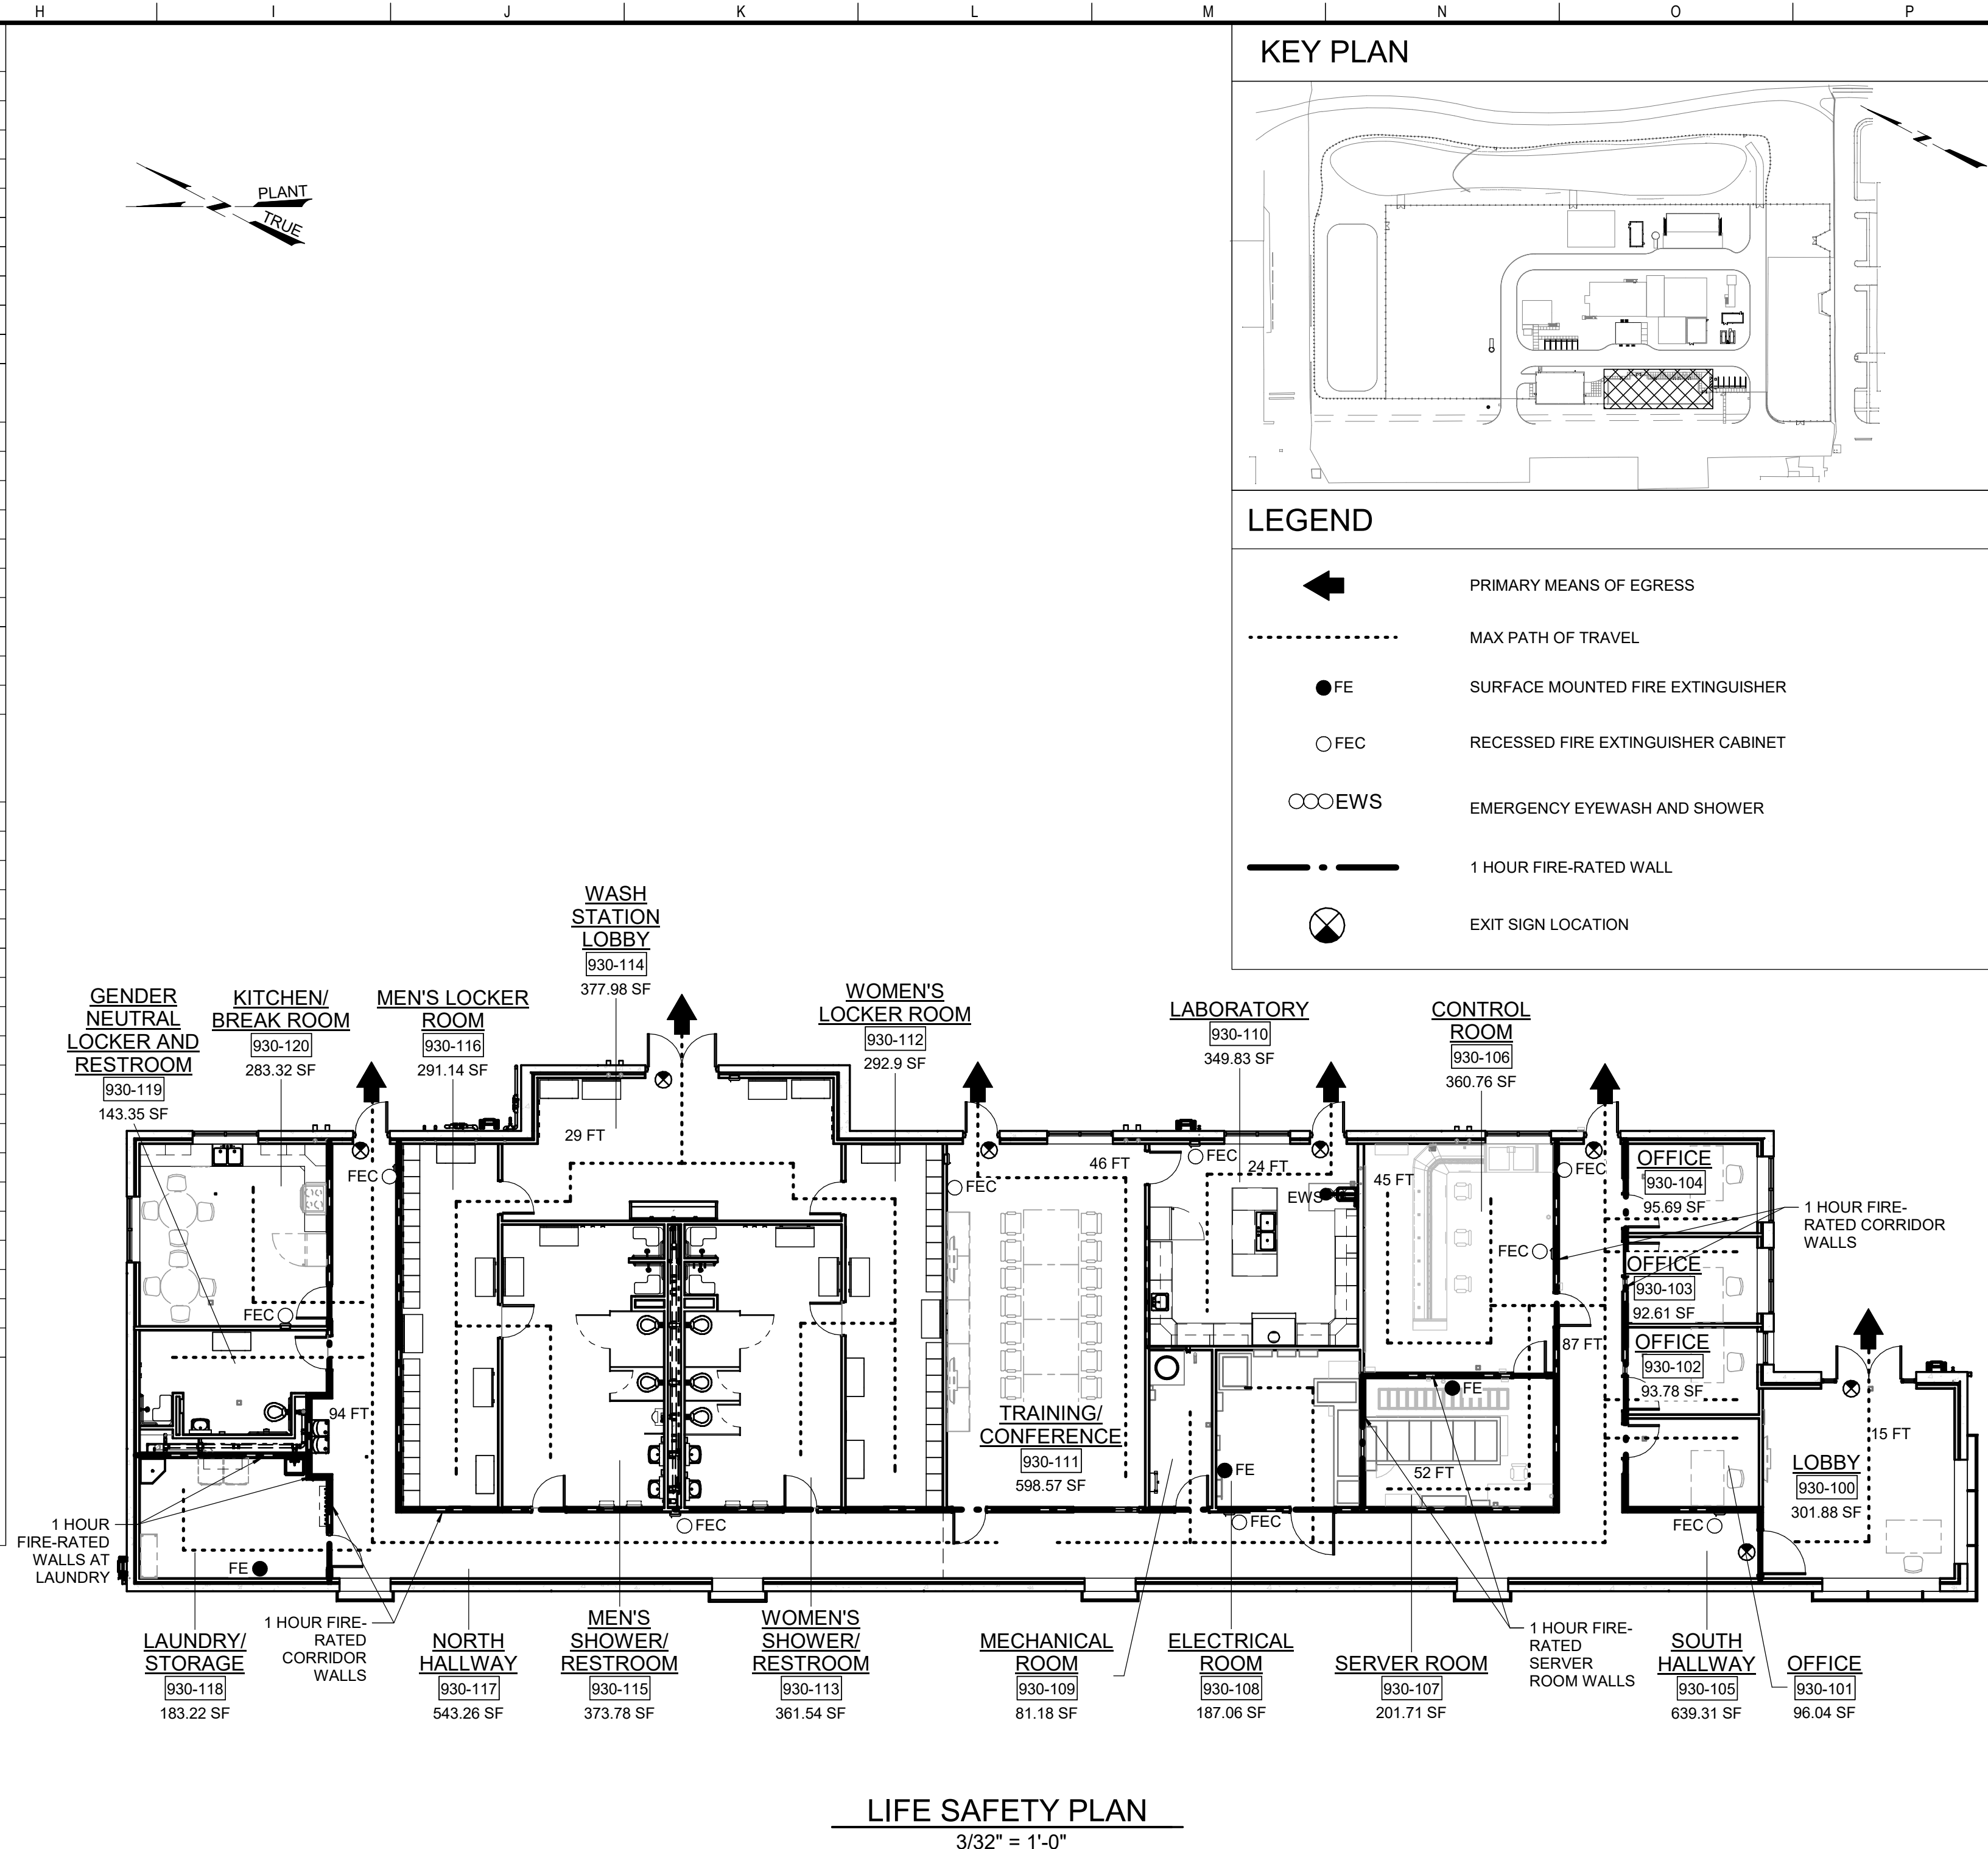 H I J K L M N O P
KEY PLAN
PLANT
TRUE
LEGEND
PRIMARY MEANS OF EGRESS
MAX PATH OF TRAVEL
FE SURFACE MOUNTED FIRE EXTINGUISHER
FEC RECESSED FIRE EXTINGUISHER CABINET
EWS EMERGENCY EYEWASH AND SHOWER
1 HOUR FIRE-RATED WALL
EXIT SIGN LOCATION
GENDER
NEUTRAL
LOCKER AND
RESTROOM
930-119
143.35 SF
KITCHEN/
BREAK ROOM
930-120
283.32 SF
MEN'S LOCKER
ROOM
930-116
291.14 SF
WASH
STATION
LOBBY
930-114
377.98 SF
WOMEN'S
LOCKER ROOM
930-112
292.9 SF
LABORATORY
930-110
349.83 SF
CONTROL
ROOM
930-106
360.76 SF
29 FT
FEC
FEC
46 FT
FEC
24 FT
EWS
45 FT
FEC
FEC
OFFICE
930-104
95.69 SF
1 HOUR FIRE-
RATED CORRIDOR
WALLS
OFFICE
930-103
92.61 SF
FEC
87 FT
OFFICE
930-102
93.78 SF
FE
94 FT
TRAINING/
CONFERENCE
930-111
598.57 SF
FE
52 FT
15 FT
LOBBY
930-100
301.88 SF
FEC
FEC
FEC
1 HOUR
FIRE-RATED
WALLS AT
LAUNDRY
FE
LAUNDRY/
STORAGE
930-118
183.22 SF
1 HOUR FIRE-
RATED
CORRIDOR
WALLS
NORTH
HALLWAY
930-117
543.26 SF
MEN'S
SHOWER/
RESTROOM
930-115
373.78 SF
WOMEN'S
SHOWER/
RESTROOM
930-113
361.54 SF
MECHANICAL
ROOM
930-109
81.18 SF
ELECTRICAL
ROOM
930-108
187.06 SF
SERVER ROOM
930-107
201.71 SF
1 HOUR FIRE-
RATED
SERVER
ROOM WALLS
SOUTH
HALLWAY
930-105
639.31 SF
OFFICE
930-101
96.04 SF
LIFE SAFETY PLAN
3/32" = 1'-0"